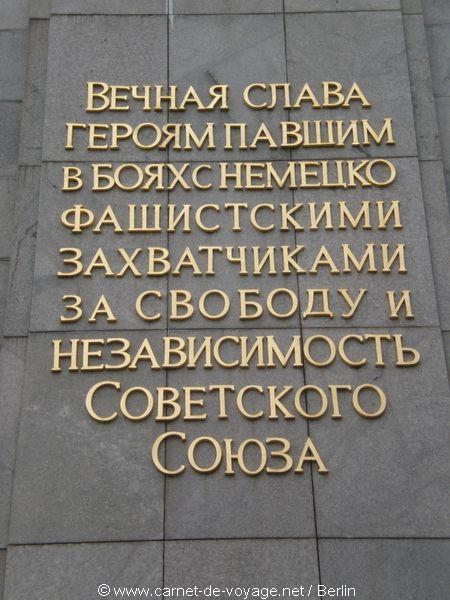 Вечная слава
героям павшим
в боях с немецко
фашистскими
захватчиками
за свободу и
независимость
Советского
Союза
© www.carnet-de-voyage.net / Berlin